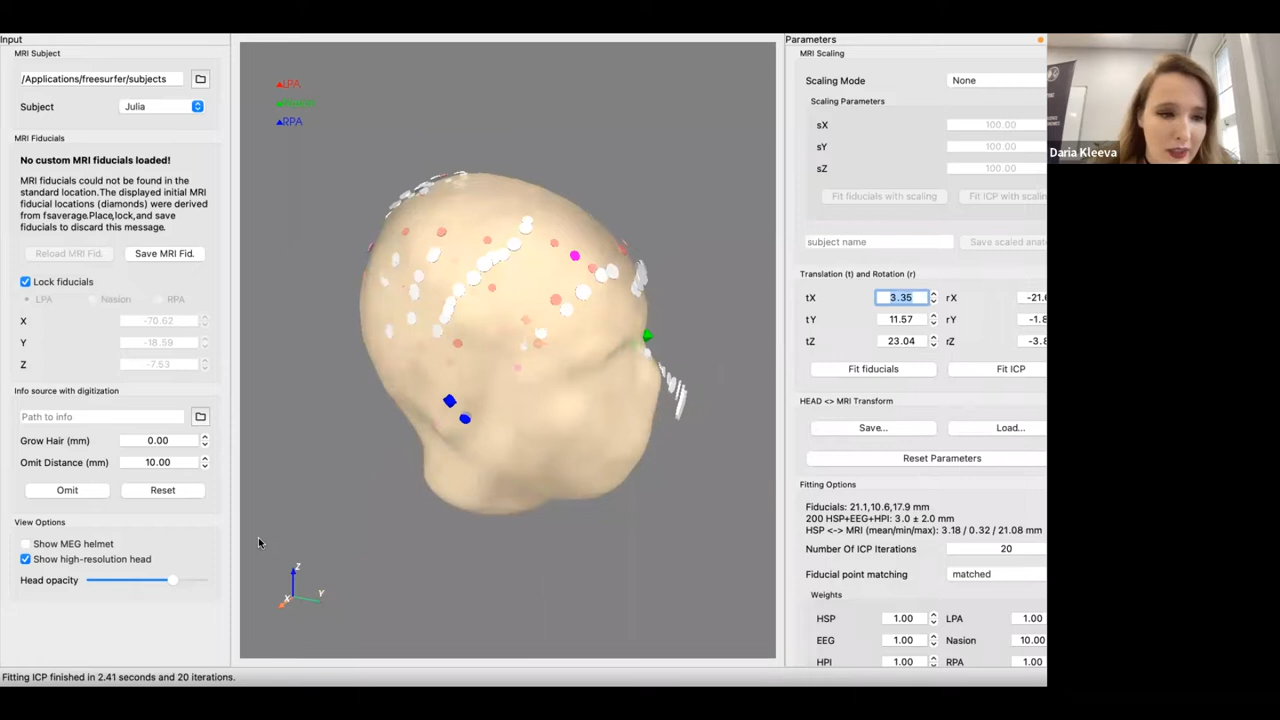 Input
MRI Subject
/Applications/freesurfer/subjects
Subject
Julia
MRI Fiducials
No custom MRI fiducials loaded!
MRI fiducials could not be found in the
standard location.The displayed initial MRI
fiducial locations (diamonds) were derived
from fsaverage.Place,lock,and save
fiducials to discard this message.
Reload MRI Fid.
Save MRI Fid.
Lock fiducials
LPA
Nasion
RPA
X
-70.62
Y
-18.59
Z
-7.53
Info source with digitization
Path to info
Grow Hair (mm)
0.00
Omit Distance (mm)
10.00
Omit
Reset
View Options
Show MEG helmet
Show high-resolution head
Head opacity
Fitting ICP finished in 2.41 seconds and 20 iterations.
LPA
RPA
Z
X
Y
Parameters
MRI Scaling
Scaling Mode
None
Scaling Parameters
sX
100.00
sY
100.00
sZ
100.00
Fit fiducials with scaling
Fit ICP with scalin
subject name
Save scaled anat
Translation (t) and Rotation (r)
tX
3.35
rX
tY
11.57
rY
-1.8
tZ
23.04
rZ
-3.8
Fit fiducials
Fit ICP
HEAD <> MRI Transform
Save...
Load...
Reset Parameters
Fitting Options
Fiducials: 21.1,10.6,17.9 mm
200 HSP+EEG+HPI: 3.0 ± 2.0 mm
HSP <-> MRI (mean/min/max): 3.18 / 0.32 / 21.08 mm
Number Of ICP Iterations
20
Fiducial point matching
matched
Weights
HSP
1.00
LPA
1.00
EEG
1.00
Nasion
10.00
HPI
1.00
RPA
1.00
Daria Kleeva